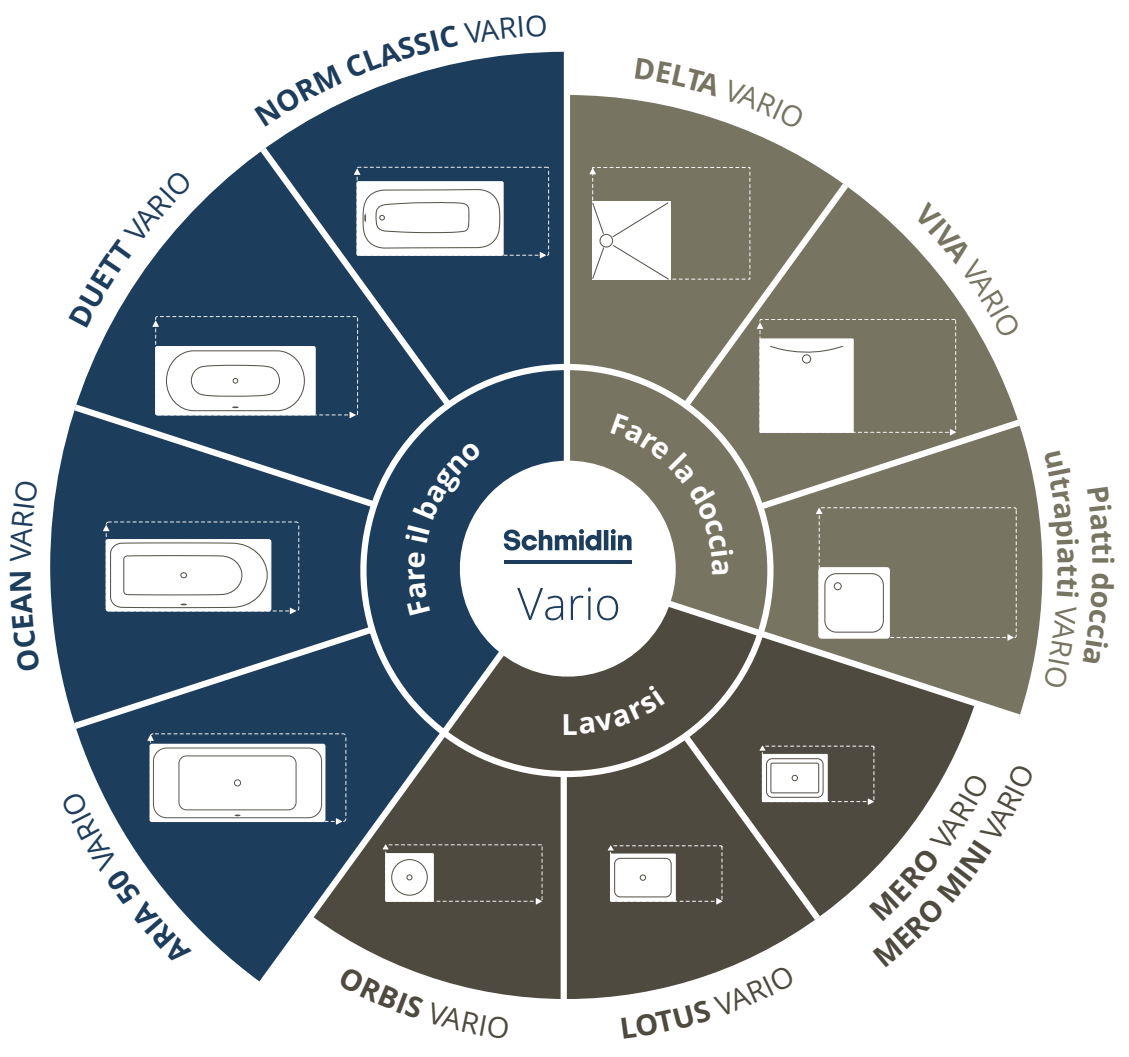 NORM CLASSIC VARIO
DELTA VARIO
VIVA VARIO
Piatti doccia
ultrapiatti VARIO
MERO VARIO
MERO MINI VARIO
LOTUS VARIO
ORBIS VARIO
ARIA 50 VARIO
OCEAN VARIO
DUETT VARIO
Fare il bagno
Fare la doccia
Lavarsi
Schmidlin
Vario